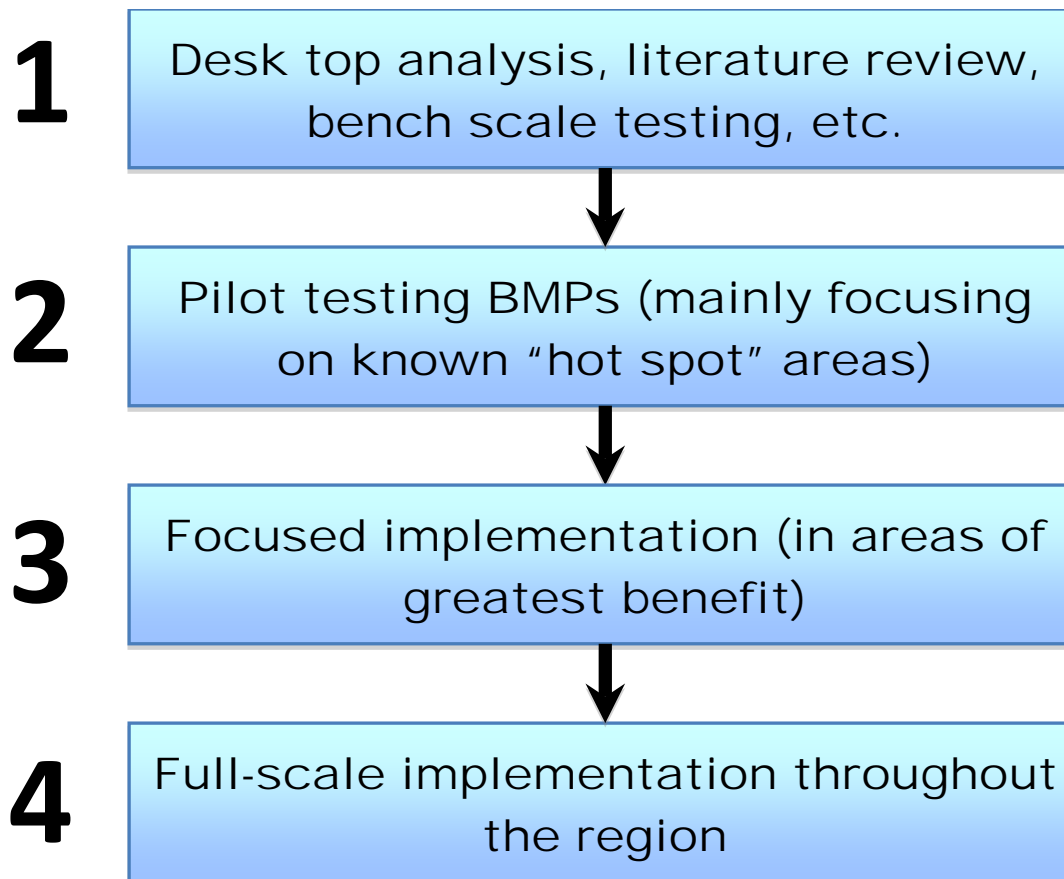 1
Desk top analysis, literature review,
bench scale testing, etc.
2
Pilot testing BMPs (mainly focusing
on known “hot spot” areas)
3
Focused implementation (in areas of
greatest benefit)
4
Full-scale implementation throughout
the region